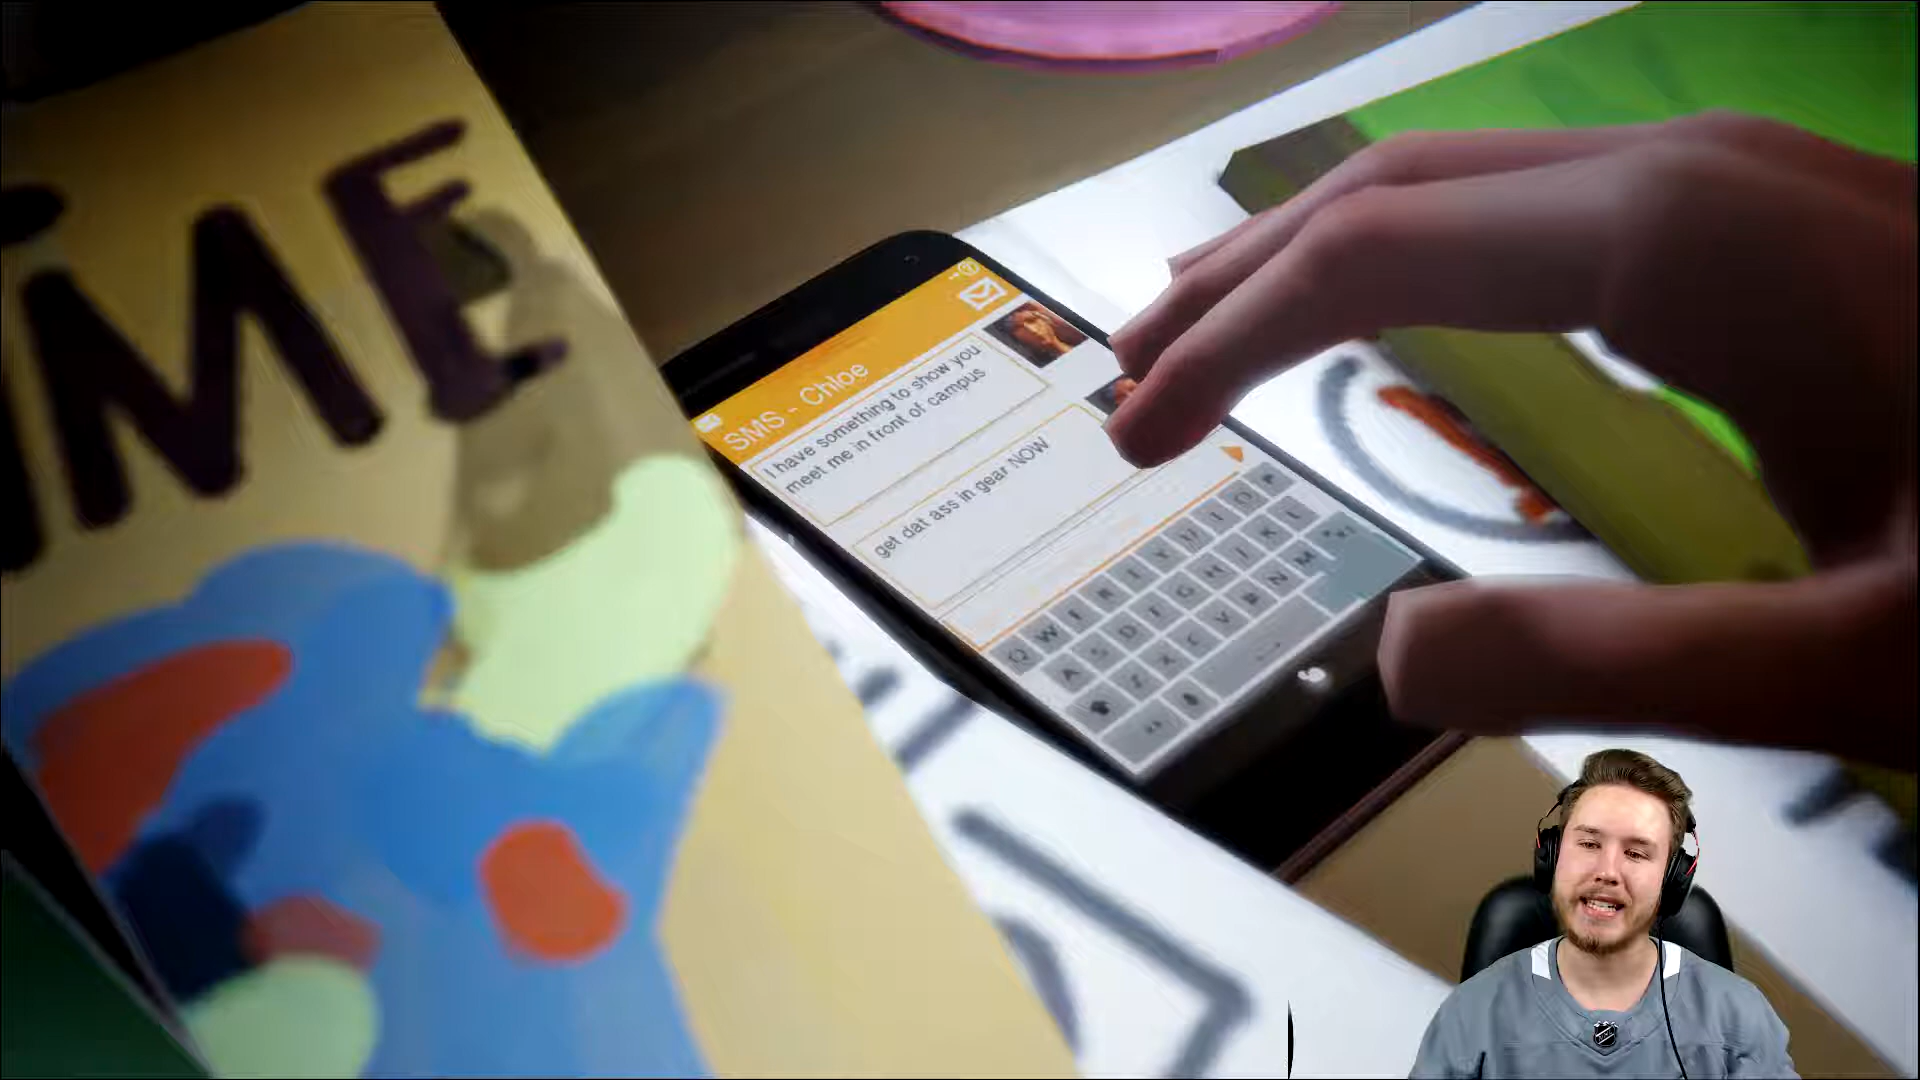 IME
SMS - Chloe
I have something to show you
meet me in front of campus
get dat ass in gear NOW